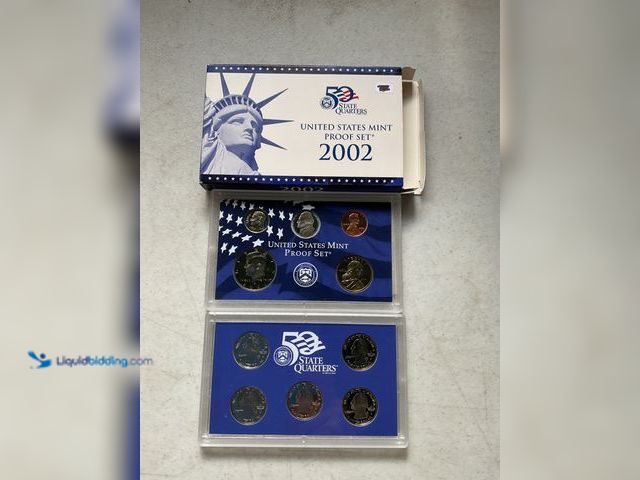 50
STATE
QUARTERS
UNITED STATES MINT
PROOF SET
2002
2002
UNITED STATES MINT
PROOF SET
50
STATE
QUARTERS
Liquidbidding.com